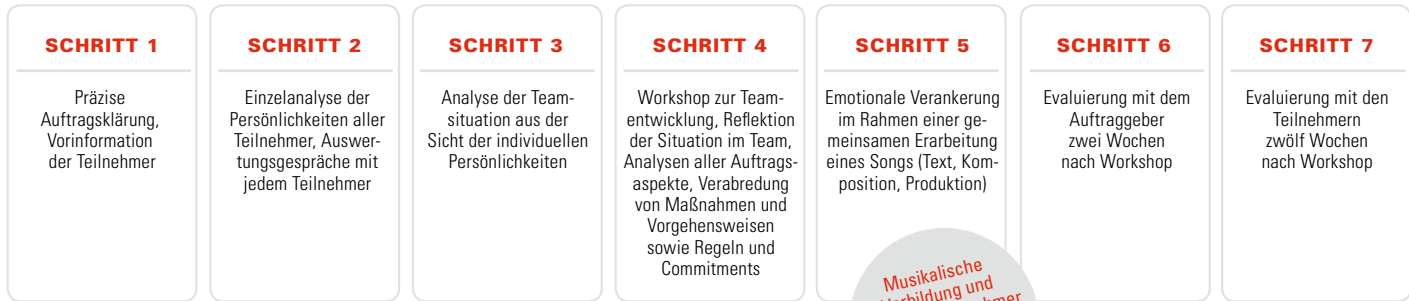 SCHRITT 1
Präzise
Auftragsklärung,
Vorinformation
der Teilnehmer
SCHRITT 2
Einzelanalyse der
Persönlichkeiten aller
Teilnehmer, Auswer-
tungsgespräche mit
jedem Teilnehmer
SCHRITT 3
Analyse der Team-
situation aus der
Sicht der individuellen
Persönlichkeiten
SCHRITT 4
Workshop zur Team-
entwicklung, Reflektion
der Situation im Team,
Analysen aller Auftrags-
aspekte, Verabredung
von Maßnahmen und
Vorgehensweisen
sowie Regeln und
Commitments
SCHRITT 5
Emotionale Verankerung
im Rahmen einer ge-
meinsamen Erarbeitung
eines Songs (Text, Kom-
position, Produktion)
Musikalische
und
SCHRITT 6
Evaluierung mit dem
Auftraggeber
zwei Wochen
nach Workshop
SCHRITT 7
Evaluierung mit den
Teilnehmern
zwölf Wochen
nach Workshop